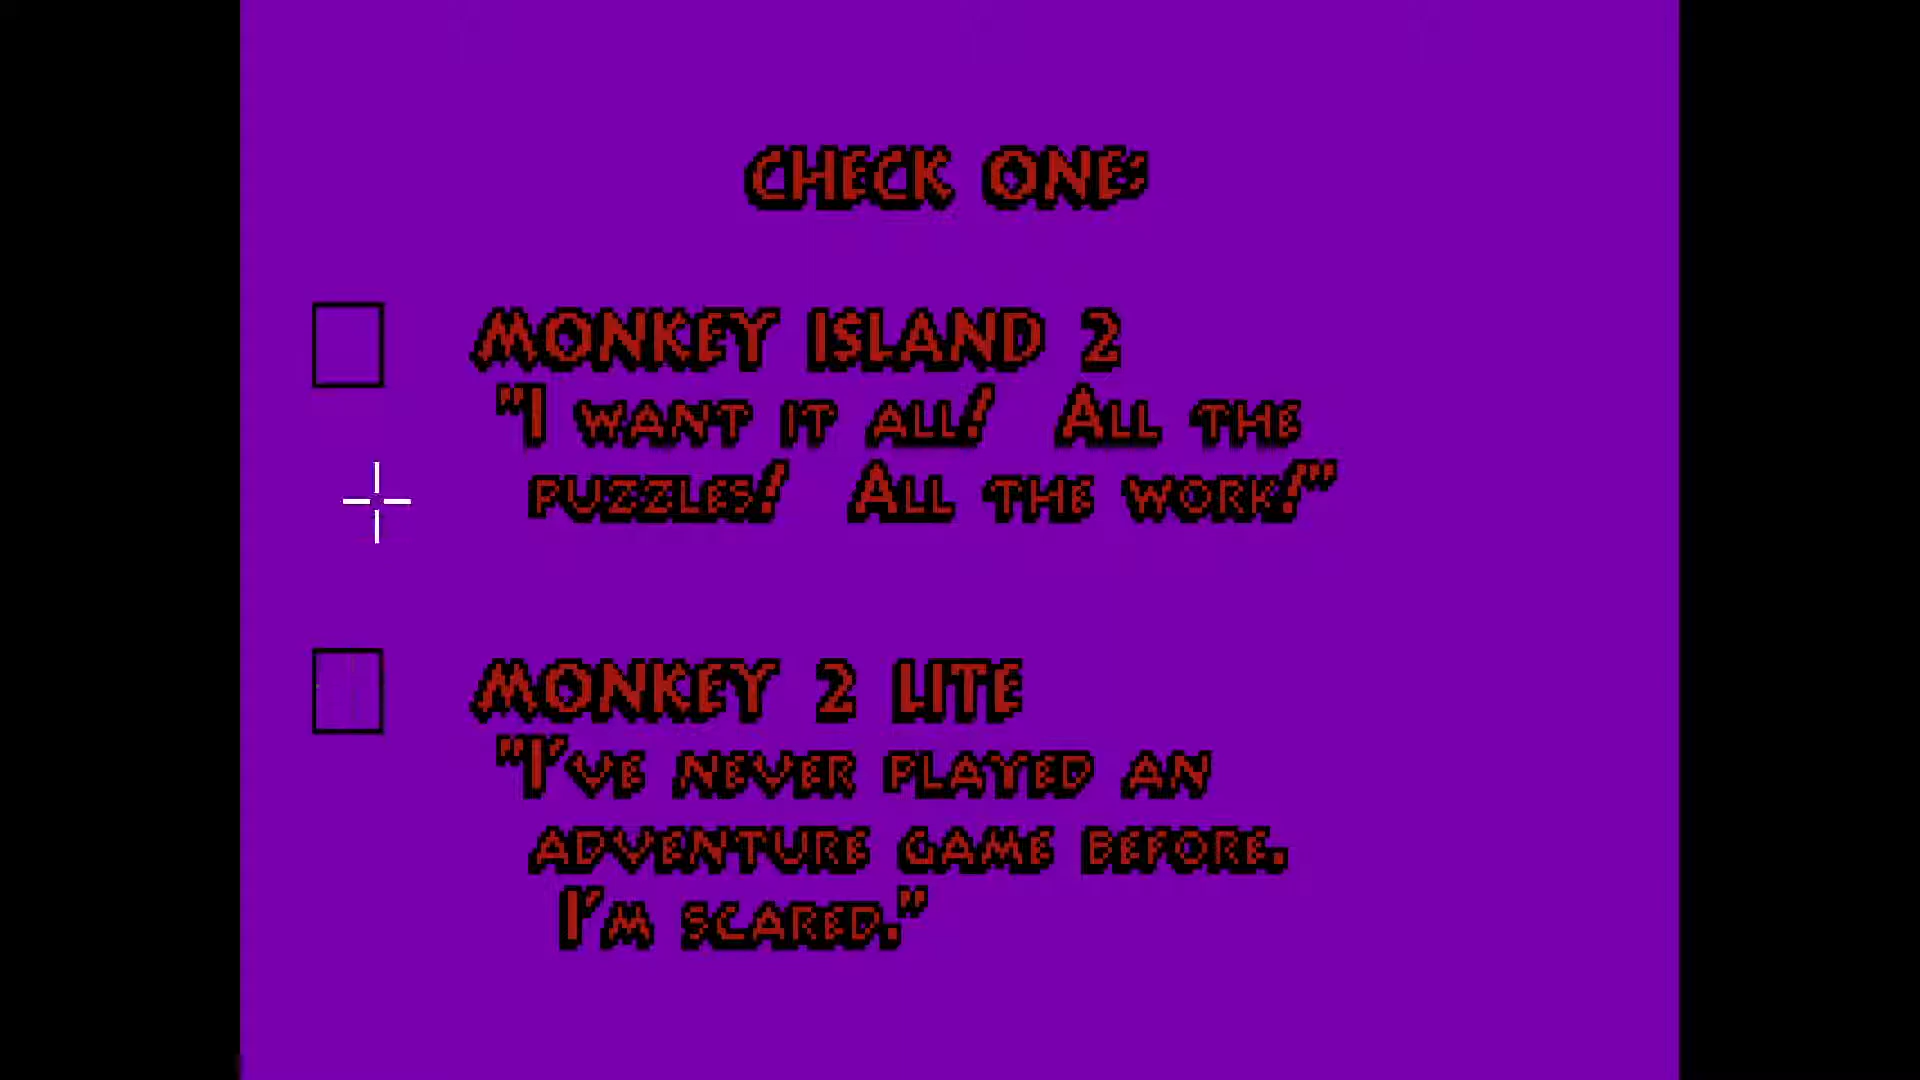 CHECK ONE:
MONKEY ISLAND 2
"I WANT IT ALL! ALL THE
PUZZLES! ALL THE WORK!"
MONKEY 2 LITE
"I'VE NEVER PLAYED AN
ADVENTURE GAME BEFORE.
I'M SCARED."